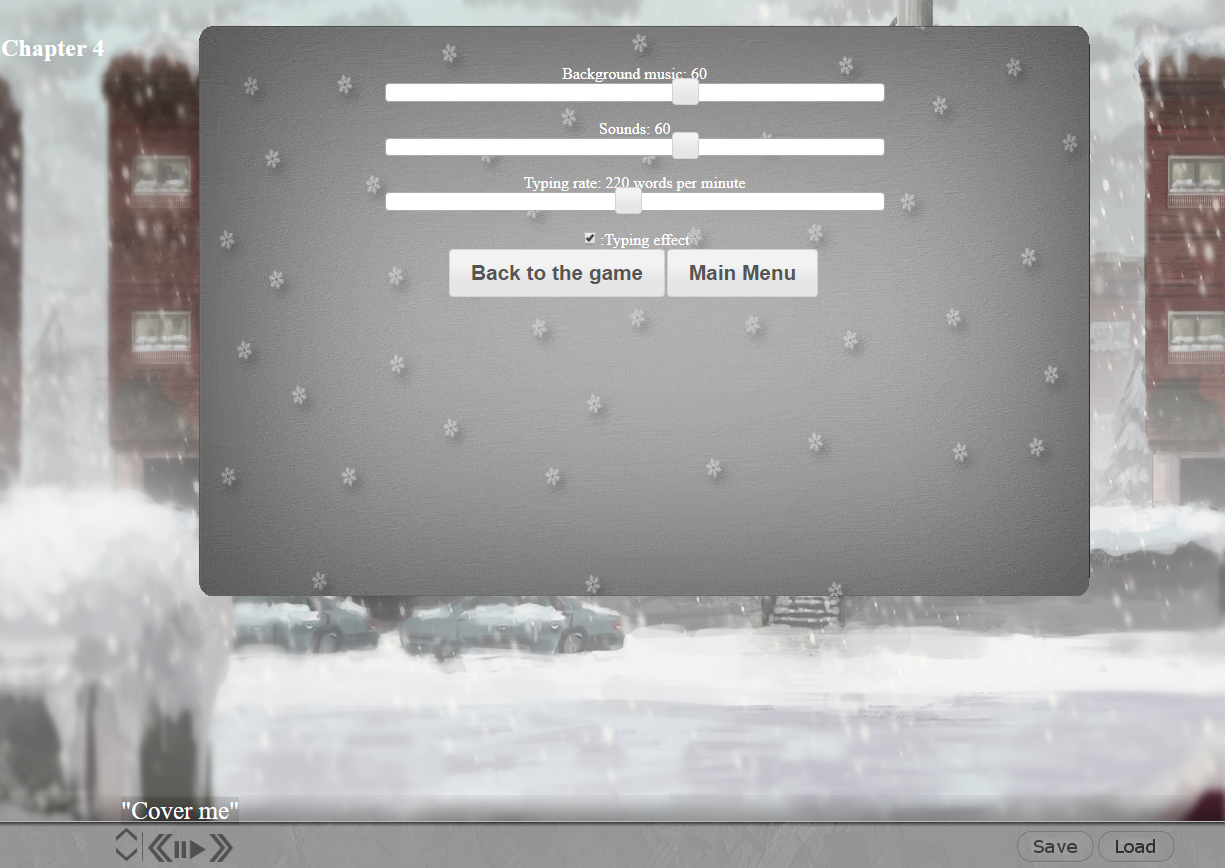 Chapter 4
Background music: 60
Sounds: 60
Typing rate: 220 words per minute
:Typing effect
Back to the game Main Menu
"Cover me"
Save Load